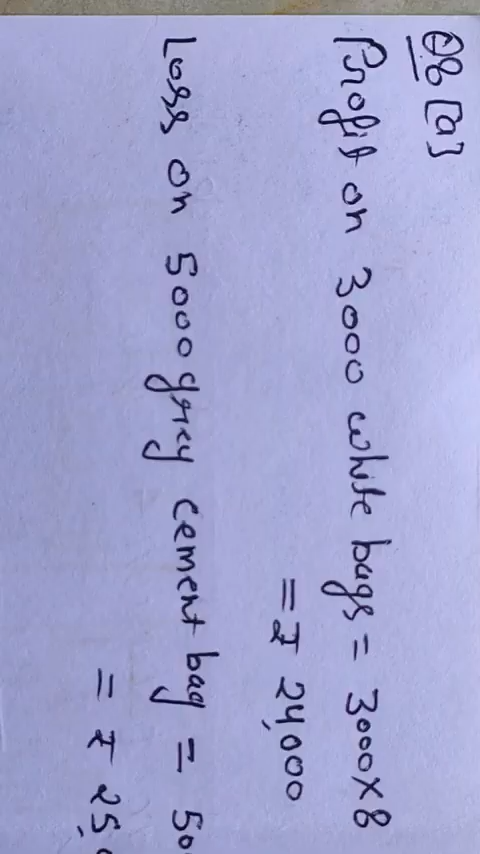 Q8 [a]
Profit on 3000 white bags = 3000×8
= ₹ 24,000
Loss on 5000 grey cement bag =
= ₹